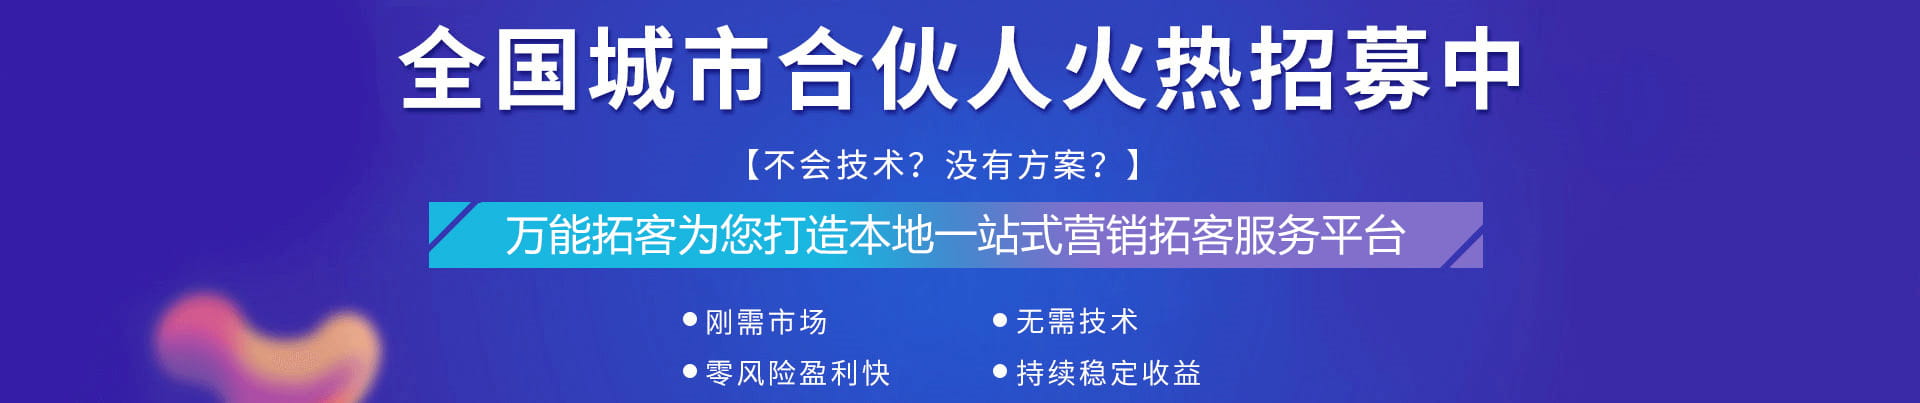 全国城市合伙人火热招募中
【不会技术？没有方案？】
万能拓客为您打造本地一站式营销拓客服务平台
●刚需市场 ●无需技术
●零风险盈利快 ●持续稳定收益